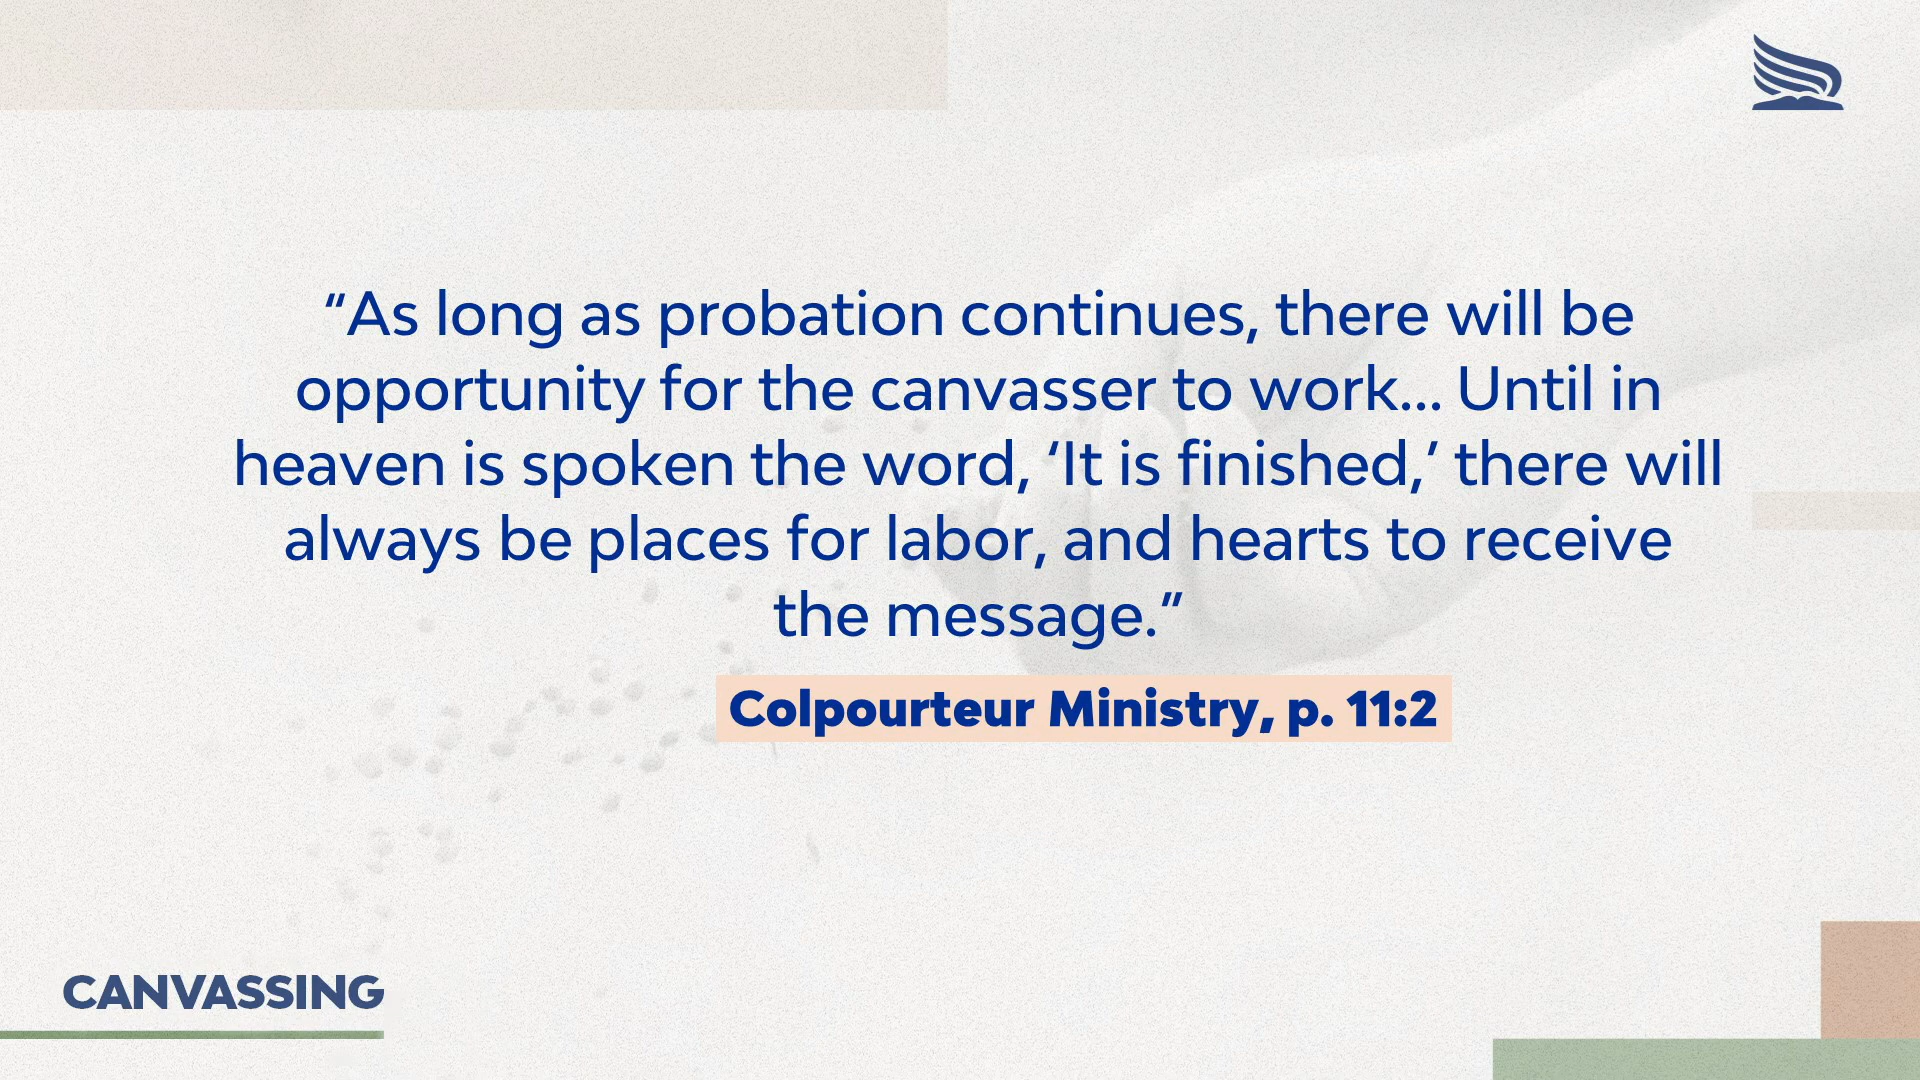 “As long as probation continues, there will be
opportunity for the canvasser to work... Until in
heaven is spoken the word, ‘It is finished,’ there will
always be places for labor, and hearts to receive
the message.”
Colpourteur Ministry, p. 11:2
CANVASSING